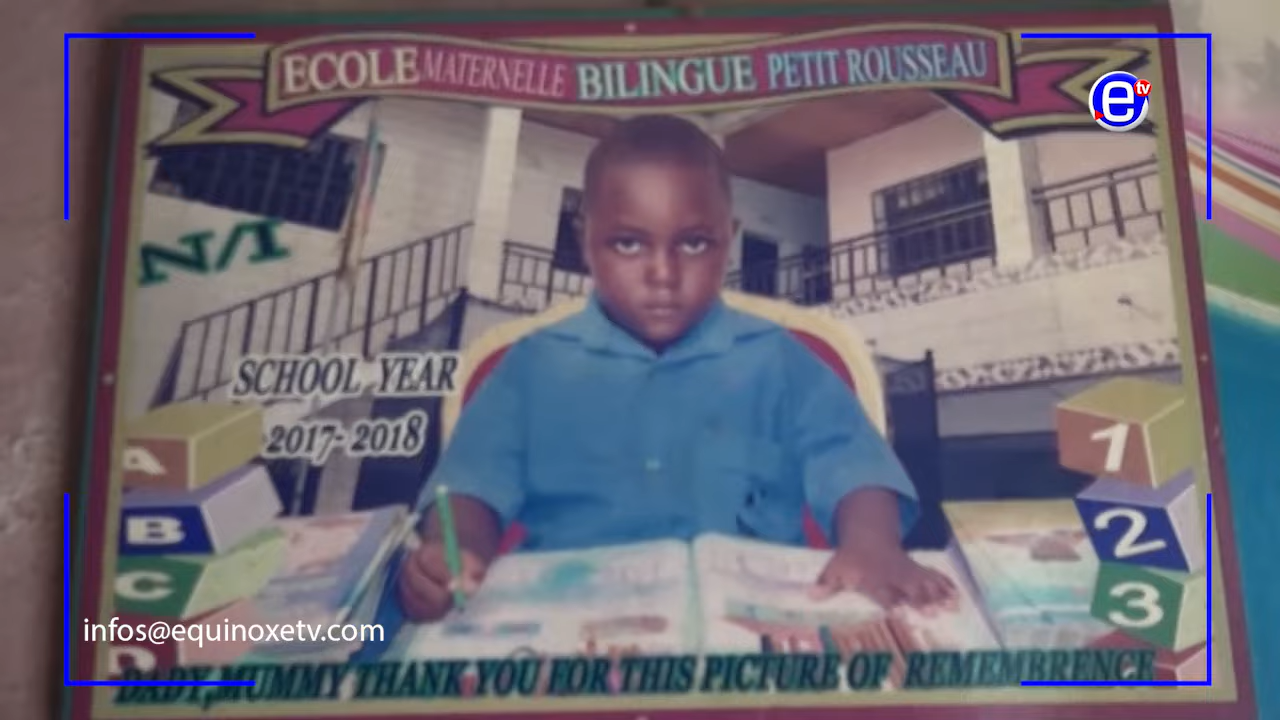 ECOLE MATERNELLE BILINGUE PETIT ROUSSEAU
e tv
N/I
SCHOOL YEAR
2017-2018
A
B
C
D
1
2
3
infos@equinoxetv.com
DADY,MUMMY THANK YOU FOR THIS PICTURE OF REMEMBRENCE